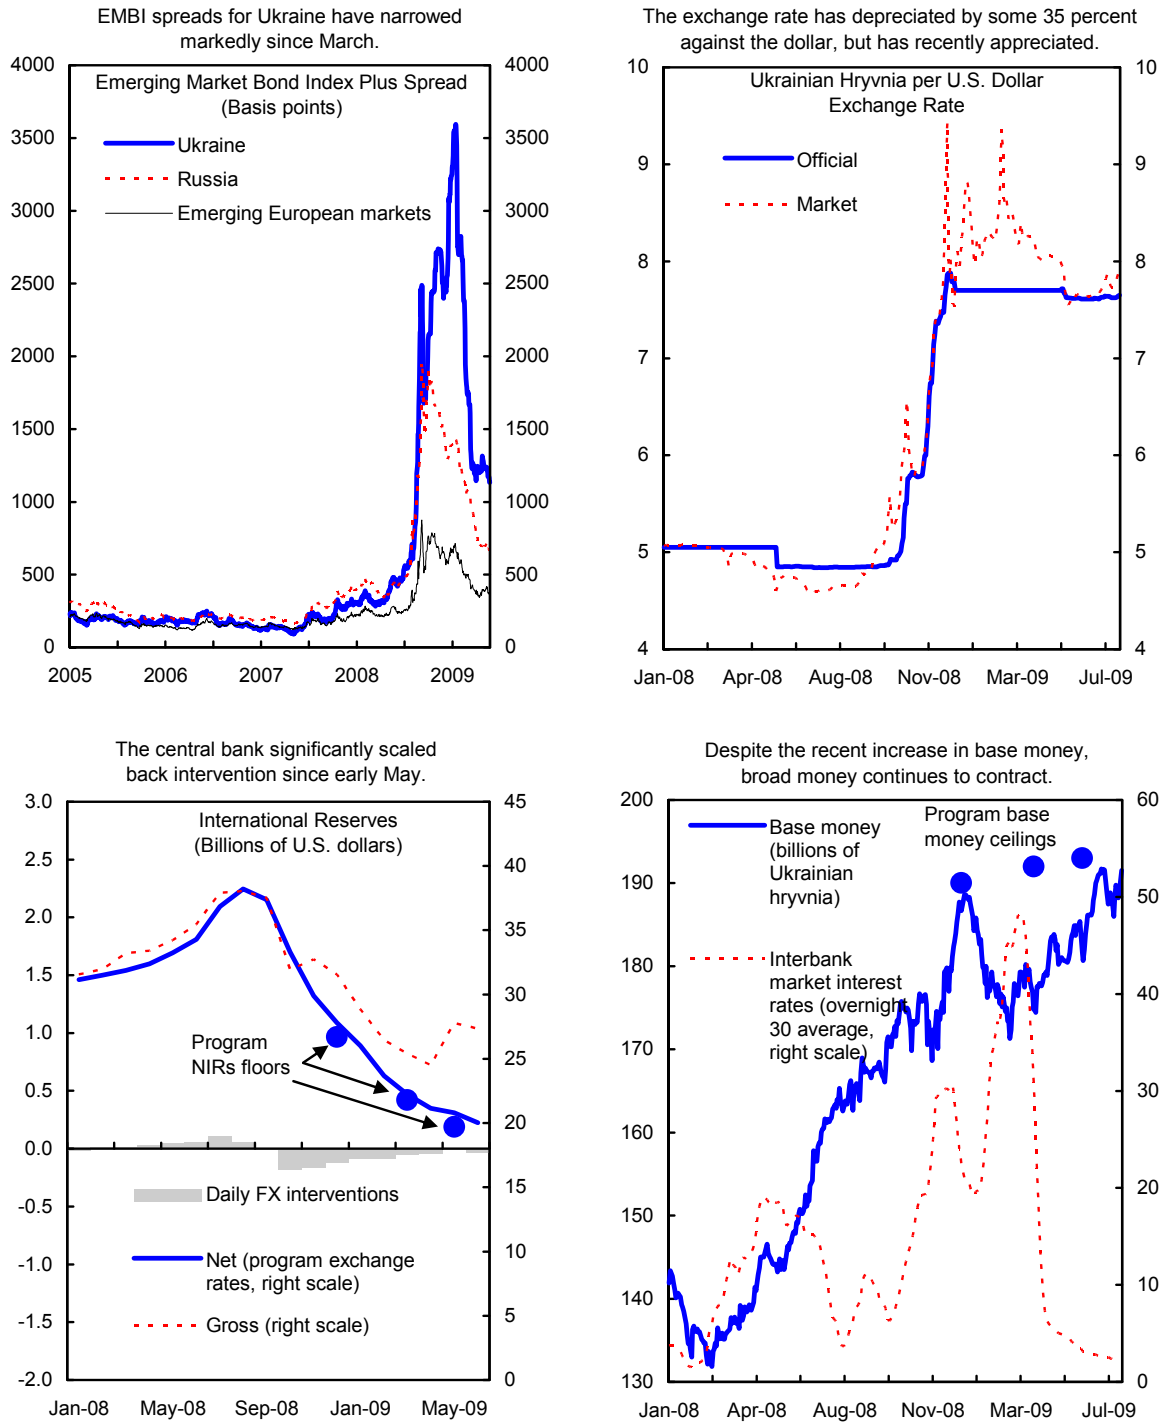 EMBI spreads for Ukraine have narrowed
markedly since March.
4000
3500
3000
2500
2000
1500
1000
500
0
Emerging Market Bond Index Plus Spread
(Basis points)
Ukraine
Russia
Emerging European markets
4000
3500
3000
2500
2000
1500
1000
500
0
2005
2006
2007
2008
2009
The exchange rate has depreciated by some 35 percent
against the dollar, but has recently appreciated.
10
9
8
7
6
5
4
Ukrainian Hryvnia per U.S. Dollar
Exchange Rate
Official
Market
10
9
8
7
6
5
4
Jan-08
Apr-08
Aug-08
Nov-08
Mar-09
Jul-09
The central bank significantly scaled
back intervention since early May.
3.0
2.5
2.0
1.5
1.0
0.5
0.0
-0.5
-1.0
-1.5
-2.0
International Reserves
(Billions of U.S. dollars)
Program
NIRs floors
Daily FX interventions
Net (program exchange
rates, right scale)
Gross (right scale)
45
40
35
30
25
20
15
10
5
0
Jan-08
May-08
Sep-08
Jan-09
May-09
Despite the recent increase in base money,
broad money continues to contract.
200
190
180
170
160
150
140
130
Base money
(billions of
Ukrainian
hryvnia)
Program base
money ceilings
Interbank
market interest
rates (overnight
30 average,
right scale)
60
50
40
30
20
10
0
Jan-08
Apr-08
Aug-08
Nov-08
Mar-09
Jul-09